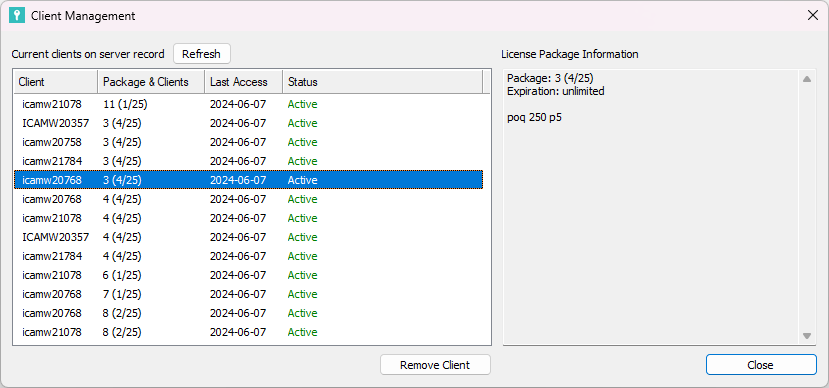 Client Management
Current clients on server record Refresh License Package Information
Client Package & Clients Last Access Status
icamw21078 11 (1/25) 2024-06-07 Active
ICAMW20357 3 (4/25) 2024-06-07 Active
icamw20758 3 (4/25) 2024-06-07 Active
icamw21784 3 (4/25) 2024-06-07 Active
icamw20768 3 (4/25) 2024-06-07 Active
icamw20768 4 (4/25) 2024-06-07 Active
icamw21078 4 (4/25) 2024-06-07 Active
ICAMW20357 4 (4/25) 2024-06-07 Active
icamw21784 4 (4/25) 2024-06-07 Active
icamw21078 6 (1/25) 2024-06-07 Active
icamw20768 7 (1/25) 2024-06-07 Active
icamw20768 8 (2/25) 2024-06-07 Active
icamw21078 8 (2/25) 2024-06-07 Active
Package: 3 (4/25)
Expiration: unlimited
poq 250 p5
Remove Client Close